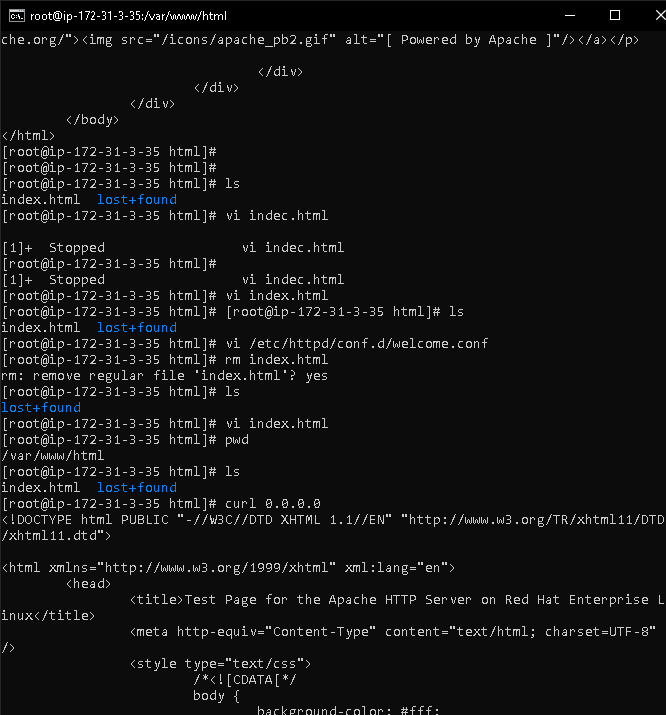 root@ip-172-31-3-35:/var/www/html
che.org/"><img src="/icons/apache_pb2.gif" alt="[ Powered by Apache ]"/></a></p>
</div>
</div>
</div>
</body>
</html>
[root@ip-172-31-3-35 html]#
[root@ip-172-31-3-35 html]#
[root@ip-172-31-3-35 html]# ls
index.html  lost+found
[root@ip-172-31-3-35 html]# vi indec.html
[1]+  Stopped                 vi indec.html
[root@ip-172-31-3-35 html]#
[1]+  Stopped                 vi indec.html
[root@ip-172-31-3-35 html]# vi index.html
[root@ip-172-31-3-35 html]# [root@ip-172-31-3-35 html]# ls
index.html  lost+found
[root@ip-172-31-3-35 html]# vi /etc/httpd/conf.d/welcome.conf
[root@ip-172-31-3-35 html]# rm index.html
rm: remove regular file 'index.html'? yes
[root@ip-172-31-3-35 html]# ls
lost+found
[root@ip-172-31-3-35 html]# vi index.html
[root@ip-172-31-3-35 html]# pwd
/var/www/html
[root@ip-172-31-3-35 html]# ls
index.html  lost+found
[root@ip-172-31-3-35 html]# curl 0.0.0.0
<!DOCTYPE html PUBLIC "-//W3C//DTD XHTML 1.1//EN" "http://www.w3.org/TR/xhtml11/DTD
/xhtml11.dtd">
<html xmlns="http://www.w3.org/1999/xhtml" xml:lang="en">
<head>
<title>Test Page for the Apache HTTP Server on Red Hat Enterprise L
inux</title>
<meta http-equiv="Content-Type" content="text/html; charset=UTF-8"
/>
<style type="text/css">
/*<![CDATA[*/
body {
background-color: #fff;